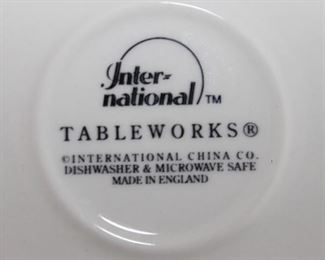 Inter-
national™
TABLEWORKS®
©INTERNATIONAL CHINA CO.
DISHWASHER & MICROWAVE SAFE
MADE IN ENGLAND